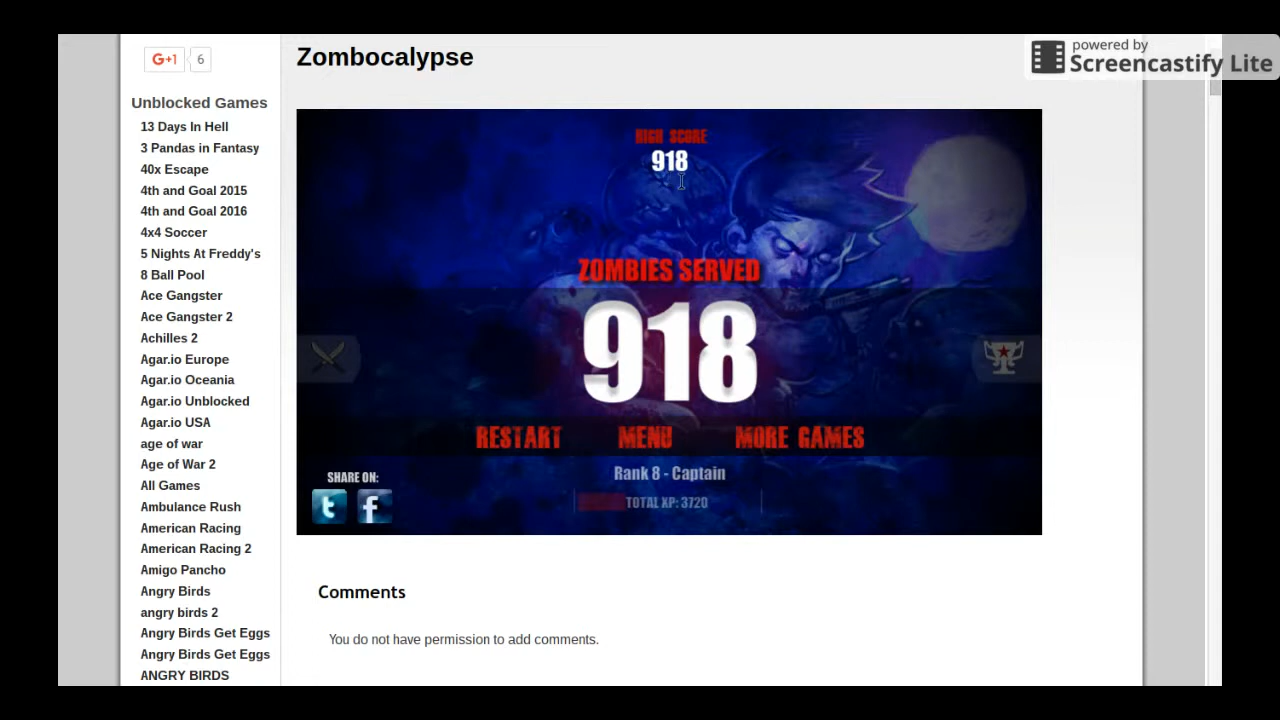 powered by
Screencastify Lite
G+1 6
Unblocked Games
13 Days In Hell
3 Pandas in Fantasy
40x Escape
4th and Goal 2015
4th and Goal 2016
4x4 Soccer
5 Nights At Freddy's
8 Ball Pool
Ace Gangster
Ace Gangster 2
Achilles 2
Agar.io Europe
Agar.io Oceania
Agar.io Unblocked
Agar.io USA
age of war
Age of War 2
All Games
Ambulance Rush
American Racing
American Racing 2
Amigo Pancho
Angry Birds
angry birds 2
Angry Birds Get Eggs
Angry Birds Get Eggs
ANGRY BIRDS
Zombocalypse
HIGH SCORE
918
ZOMBIES SERVED
918
RESTART MENU MORE GAMES
Rank 8 - Captain
TOTAL XP: 3720
SHARE ON:
t f
Comments
You do not have permission to add comments.